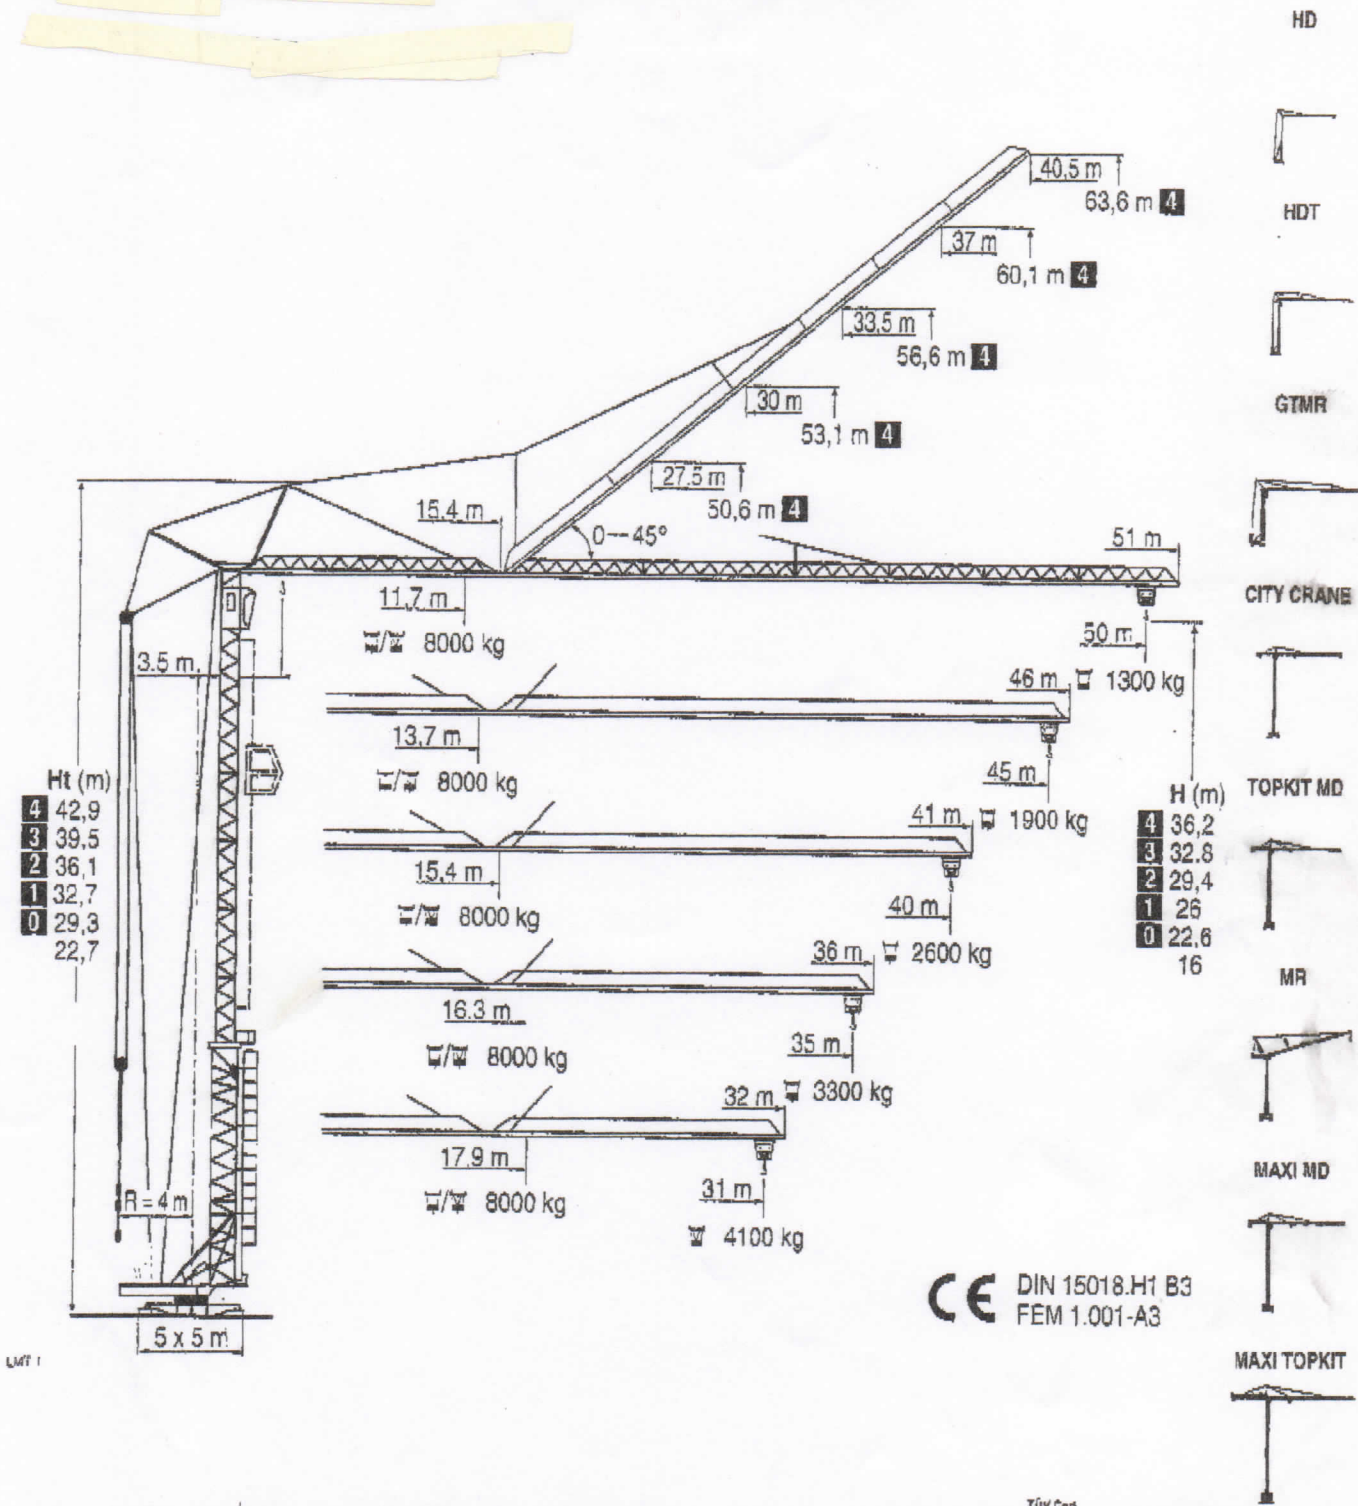 HD
40,5 m
63,6 m 4
HDT
37 m
60,1 m 4
33,5 m
56,6 m 4
GTMR
30 m
53,1 m 4
27,5 m
50,6 m 4
15,4 m
0--45°
51 m
CITY CRANE
11,7 m
8000 kg
50 m
1300 kg
3.5 m
46 m
13,7 m
8000 kg
45 m
1900 kg
TOPKIT MD
Ht (m)
4 42,9
3 39,5
2 36,1
1 32,7
0 29,3
22,7
H (m)
4 36,2
3 32.8
2 29,4
1 26
0 22,6
16
41 m
15,4 m
8000 kg
40 m
2600 kg
36 m
MR
16.3 m
8000 kg
35 m
3300 kg
32 m
17,9 m
8000 kg
31 m
4100 kg
MAXI MD
R = 4 m
CE
DIN 15018.H1 B3
FEM 1.001-A3
5 x 5 m
MAXI TOPKIT